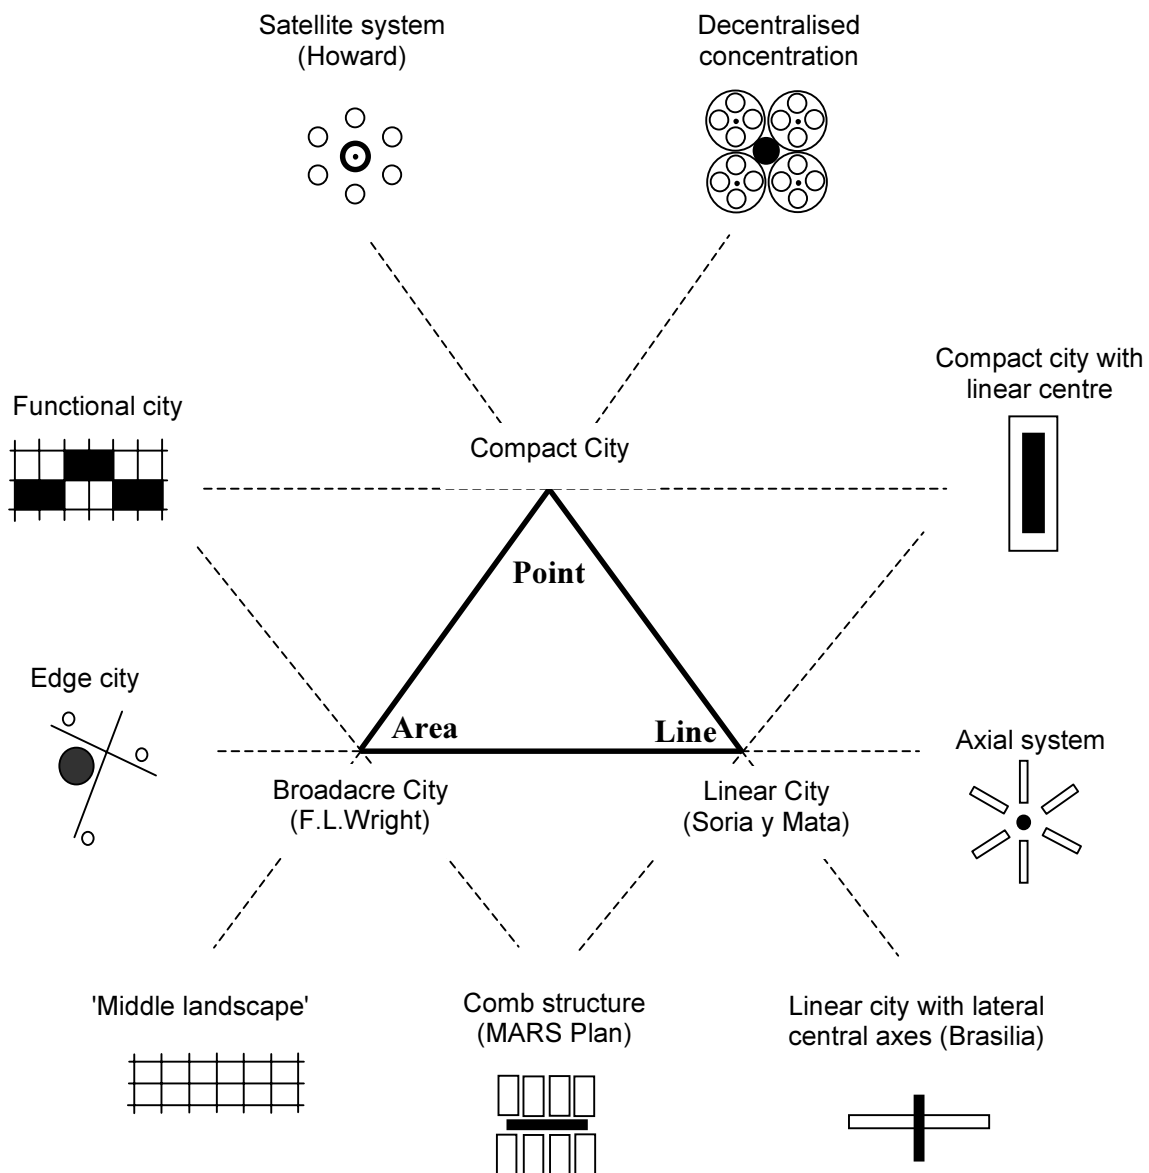 Satellite system
(Howard)
Decentralised
concentration
Compact city with
linear centre
Functional city
Compact City
Point
Edge city
Area
Line
Axial system
Broadacre City
(F.L.Wright)
Linear City
(Soria y Mata)
'Middle landscape'
Comb structure
(MARS Plan)
Linear city with lateral
central axes (Brasilia)